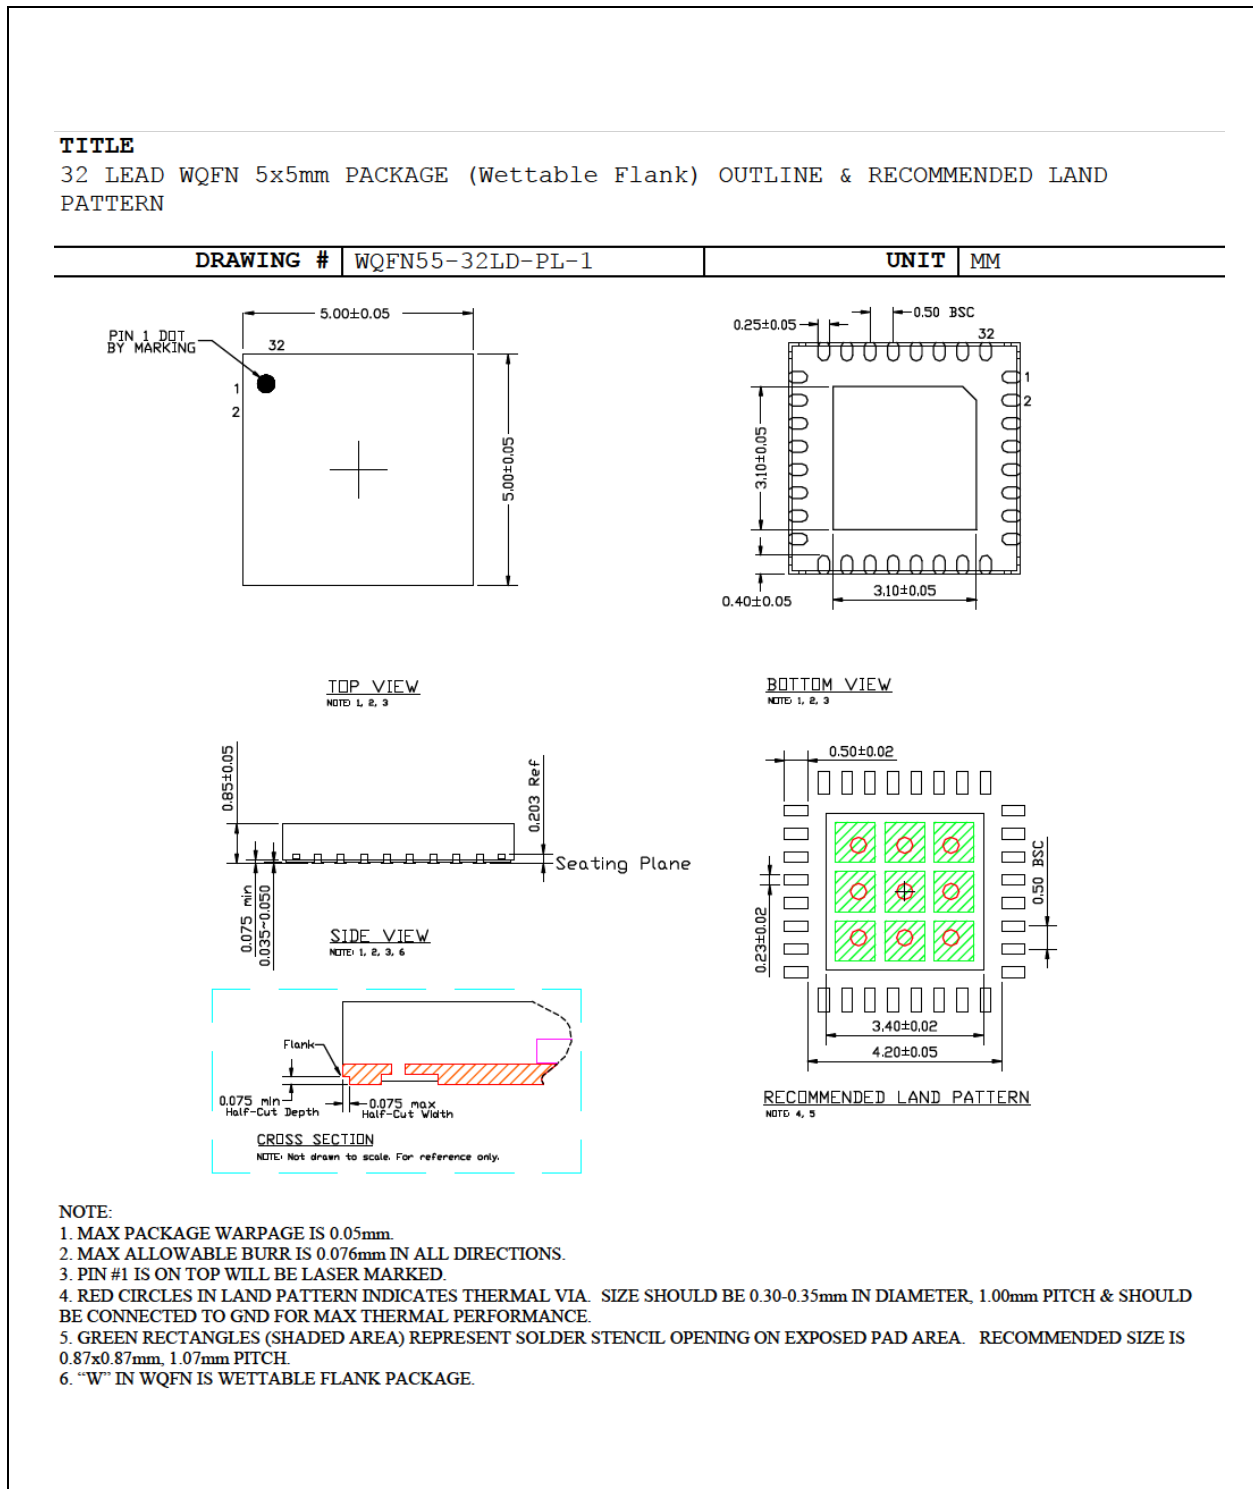 TITLE
32 LEAD WQFN 5x5mm PACKAGE (Wettable Flank) OUTLINE & RECOMMENDED LAND
PATTERN
DRAWING # WQFN55-32LD-PL-1 UNIT MM
5.00±0.05
PIN 1 DOT
BY MARKING
32
1
2
5.00±0.05
TOP VIEW
NOTE: 1, 2, 3
0.50 BSC
0.25±0.05
32
1
2
3.10±0.05
0.40±0.05
3.10±0.05
BOTTOM VIEW
NOTE: 1, 2, 3
0.85±0.05
0.203 Ref
Seating Plane
0.075 min
0.035~0.050
SIDE VIEW
NOTE: 1, 2, 3, 6
Flank
0.075 min
Half-Cut Depth
0.075 max
Half-Cut Width
CROSS SECTION
NOTE: Not drawn to scale. For reference only.
0.50±0.02
0.50 BSC
0.23±0.02
3.40±0.02
4.20±0.05
RECOMMENDED LAND PATTERN
NOTE: 4, 5
NOTE:
1. MAX PACKAGE WARPAGE IS 0.05mm.
2. MAX ALLOWABLE BURR IS 0.076mm IN ALL DIRECTIONS.
3. PIN #1 IS ON TOP WILL BE LASER MARKED.
4. RED CIRCLES IN LAND PATTERN INDICATES THERMAL VIA. SIZE SHOULD BE 0.30-0.35mm IN DIAMETER, 1.00mm PITCH & SHOULD
BE CONNECTED TO GND FOR MAX THERMAL PERFORMANCE.
5. GREEN RECTANGLES (SHADED AREA) REPRESENT SOLDER STENCIL OPENING ON EXPOSED PAD AREA. RECOMMENDED SIZE IS
0.87x0.87mm, 1.07mm PITCH.
6. “W” IN WQFN IS WETTABLE FLANK PACKAGE.